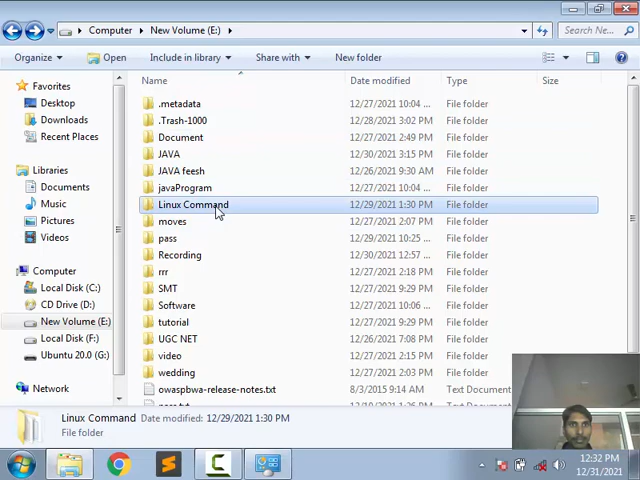 Computer ▸ New Volume (E:) ▸
Search Ne...
Organize Open Include in library Share with New folder
Name Date modified Type Size
Favorites
Desktop
Downloads
Recent Places
Libraries
Documents
Music
Pictures
Videos
Computer
Local Disk (C:)
CD Drive (D:)
New Volume (E:)
Local Disk (F:)
Ubuntu 20.0 (G:)
Network
.metadata 12/27/2021 10:04 ... File folder
.Trash-1000 12/28/2021 3:02 PM File folder
Document 12/27/2021 2:49 PM File folder
JAVA 12/30/2021 3:15 PM File folder
JAVA feesh 12/26/2021 9:30 AM File folder
javaProgram 12/27/2021 10:04 ... File folder
Linux Command 12/29/2021 1:30 PM File folder
moves 12/27/2021 2:07 PM File folder
pass 12/29/2021 10:25 ... File folder
Recording 12/30/2021 12:57 ... File folder
rrr 12/27/2021 2:18 PM File folder
SMT 12/27/2021 9:29 PM File folder
Software 12/27/2021 10:06 ... File folder
tutorial 12/27/2021 9:29 PM File folder
UGC NET 12/26/2021 7:08 PM File folder
video 12/27/2021 2:29 PM File folder
wedding 12/27/2021 2:03 PM File folder
owaspbwa-release-notes.txt 8/3/2015 9:14 AM Text Document
Linux Command Date modified: 12/29/2021 1:30 PM
File folder
12:32 PM
12/31/2021